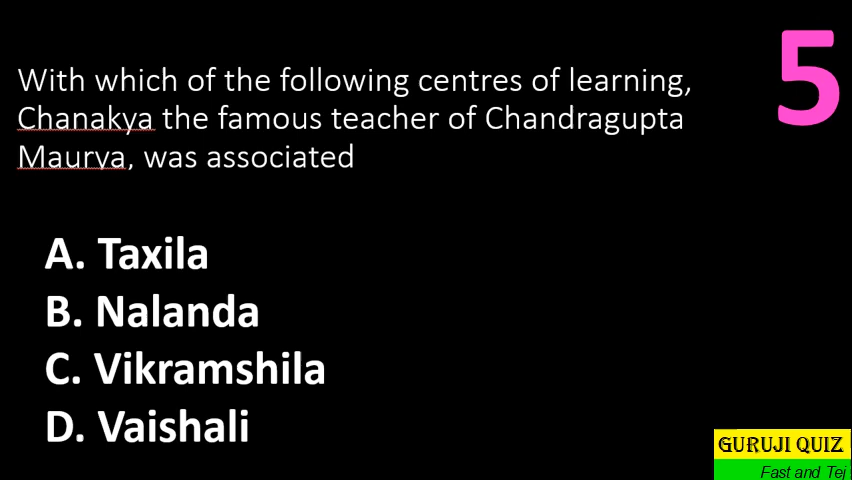 5
With which of the following centres of learning,
Chanakya the famous teacher of Chandragupta
Maurya, was associated
A. Taxila
B. Nalanda
C. Vikramshila
D. Vaishali
GURUJI QUIZ
Fast and Tej